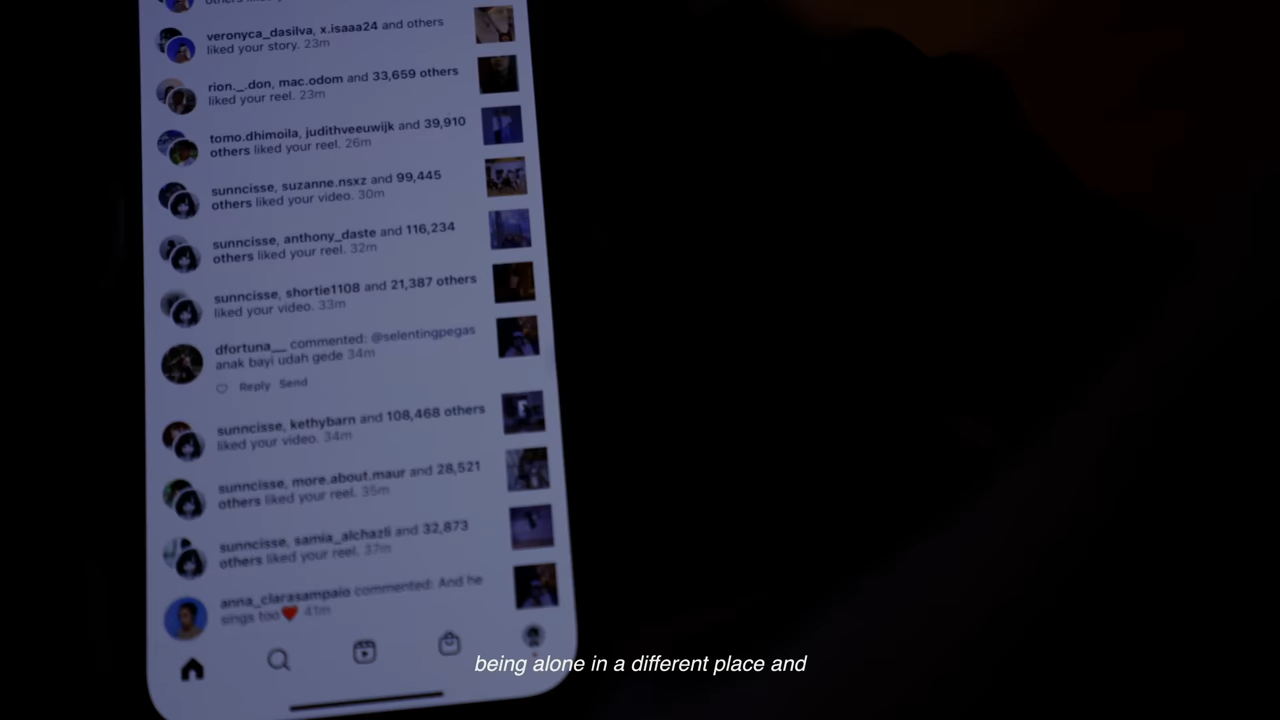 veronyca_dasilva, x.isaaa24 and others
liked your story. 23m
rion._.don, mac.odom and 33,659 others
liked your reel. 23m
tomo.dhimoila, judithveeuwijk and 39,910
others liked your reel. 26m
sunncisse, suzanne.nsxz and 99,445
others liked your video. 30m
sunncisse, anthony_daste and 116,234
others liked your reel. 32m
sunncisse, shortie1108 and 21,387 others
liked your video. 33m
dfortuna__ commented: @selentingpegas
anak bayi udah gede 34m
Reply Send
sunncisse, kethybarn and 108,468 others
liked your video. 34m
sunncisse, more.about.maur and 28,521
others liked your reel. 35m
sunncisse, samia_alchazli and 32,873
others liked your reel. 37m
anna_clarasampaio commented: And he
sings too❤️ 41m
being alone in a different place and